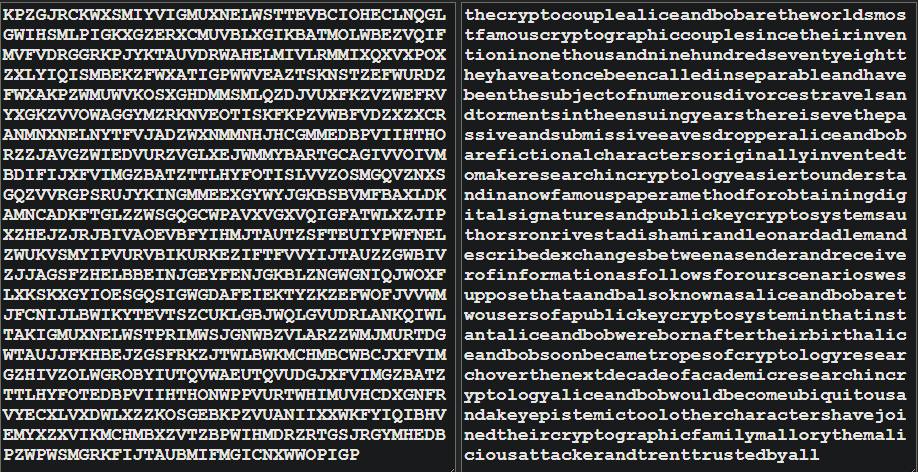 KPZGJRCKWXSMIYVIGMUXNELWSTTEVBCIOHECLNQGL
GWIHSMLPIGKXGZERXCMUVBLXGIKBATMOLWBEZVQIF
MVFVDRGGRKPJYKTAUVDRWAHELMIVLRMMIXQXVXPOX
ZXLYIQISMBEKZFWXATIGPWWVEAZTSKNSTZEFWURDZ
FWXAKPZWMUWVKOSXGHDMMSMLQZDJVUXFKZVZWEFRV
YXGKZVVOWAGGYMZRKNVEOTISKFKPZVWBFVDZXZXCR
ANMNXNELNYTFVJADZWXNMMNHJHCGMMEDBPVIIHTHO
RZZJAVGZWIEDVURZVGLXEJWMMYBARTGCAGIVVOIVM
BDIFIJXFVIMGZBATZTTLHYFOTISLVVZOSMGQVZNXS
GQZVVRGPSRUJYKINGMMEEXGYWYJGKBSBVMFBAXLDK
AMNCADKFTGLZZWSGQGCWPAVXVGXVQIGFATWLXZJIP
XZHEJZJRJBIVAOEVBFYIHMJTAUTZSFTEUIYPWFNEL
ZWUKVSMYIPVURVBIKURKEZIFTFVVYIJTAUZZGWBIV
ZJJAGSFZHELBBEINJGEYFENJGKBLZNGWGNIQJWOXF
LXKSKXGYIOESGQSIGWGDAFEIEKTYZKZEFWOFJVVWM
JFCNIJLBWIKYTEVTSZCUKLGBJWQLGVUDRLANKQIWL
TAKIGMUXNELWSTPRIMWSJGNWBZVLARZZWMJMURTDG
WTAUJJFKHBEJZGSFRKZJTWLBWKMCHMBCWBCJXFVIM
GZHIVZOLWGROBYIUTQVWAEUTQVUDGJXFVIMGZBATZ
TTLHYFOTEDBPVIIHTHONWPPVURTWHIMUVHCDXGNFR
VYECXLVXDWLXZZKOSGEBKPZVUANIIXXWKFYIQIBHV
EMYXZXVIKMCHMBXZVTZBPWIHMDRZRTGSJRGYMHEDB
PZWPWSMGRKFIJTAUBMIFMGICNXWWOPIGP
thecryptocouplealiceandbobaretheworldsmos
tfamouscryptographiccouplesincetheirinven
tioninonethousandninehundredseventyeightt
heyhaveatoncebeencalledinseparableandhave
beenthesubjectofnumerousdivorcestravelsan
dtormentsintheensuingyearsthereisevethepa
ssiveandsubmissiveeavesdropperaliceandbob
arefictionalcharactersoriginallyinventedt
omakeresearchincryptologyeasiertounderst​a
ndinanowfamouspaperamethodforobtainingdig
italsignaturesandpublickeycryptosystemsau
thorsronrivestadishamirandleonardadlemand
escribedexchangesbetweenasenderandreceive
rofinformationasfollowsforourscenarioswes
upposethataandbalsoknownasaliceandbobaret
wousersofapublickeycryptosysteminthatinst
antaliceandbobwerebornaftertheirbirthalic
eandbobsoonbecametropesofcryptologyresear
choverthenextdecadeofacademicresearchincr
yptologyaliceandbobwouldbecomeubiquitousa
ndakeyepistemictoolothercharactershavejoi
nedtheircryptographicfamilymallorythemali
ciousattackerandtrenttrustedbyall